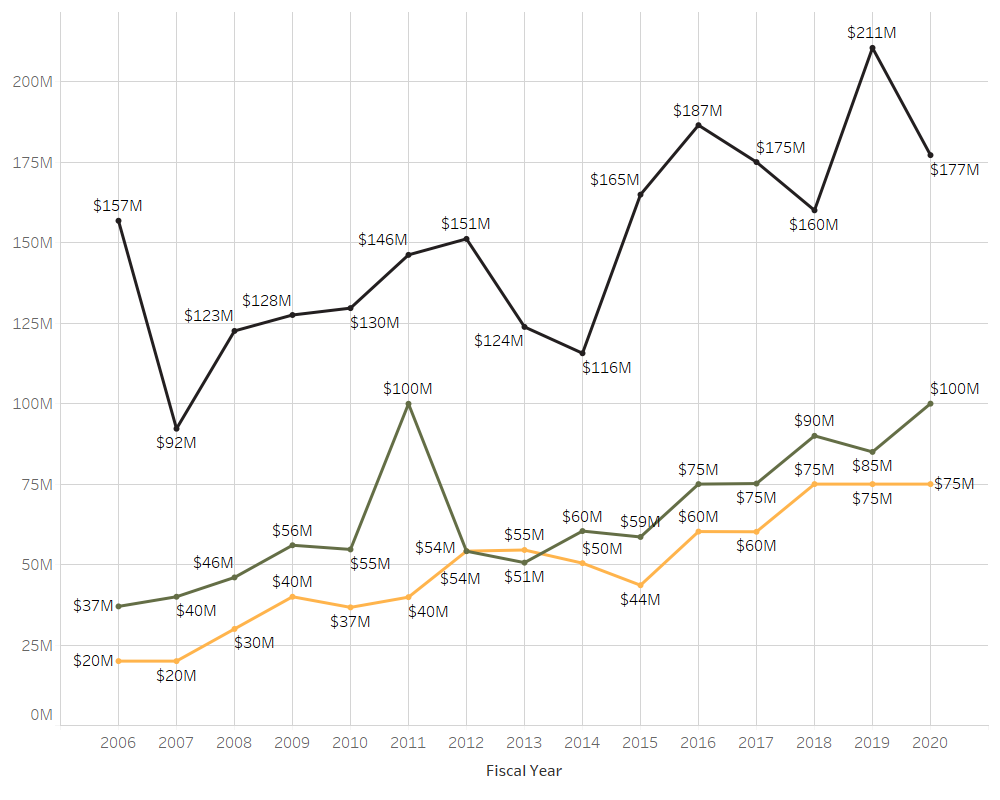 $211M
200M
$187M
$175M
175M
$177M
$165M
$157M
$160M
$151M
150M
$146M
$128M
$123M
125M
$130M
$124M
$116M
100M
$100M
$100M
$92M
$90M
$85M
75M
$75M
$75M
$75M
$75M
$75M
$60M
$59M
$60M
$56M
$55M
$54M
$50M
$60M
50M
$46M
$55M
$54M
$51M
$40M
$44M
$37M
$40M
$37M
$40M
25M
$30M
$20M
$20M
0M
2006 2007 2008 2009 2010 2011 2012 2013 2014 2015 2016 2017 2018 2019 2020
Fiscal Year